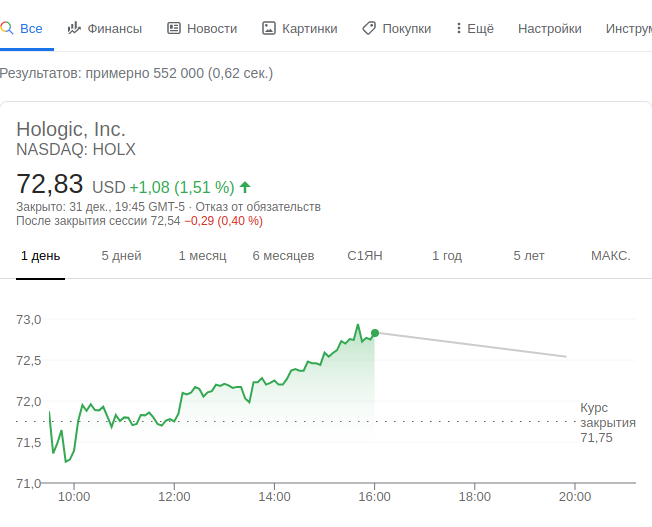 Все Финансы Новости Картинки Покупки Ещё Настройки
Результатов: примерно 552 000 (0,62 сек.)
Hologic, Inc.
NASDAQ: HOLX
72,83 USD +1,08 (1,51 %)
Закрыто: 31 дек., 19:45 GMT-5 · Отказ от обязательств
После закрытия сессии 72,54 −0,29 (0,40 %)
1 день 5 дней 1 месяц 6 месяцев С1ЯН 1 год 5 лет МАКС.
73,0
72,5
72,0
Курс
закрытия
71,75
71,5
71,0
10:00 12:00 14:00 16:00 18:00 20:00